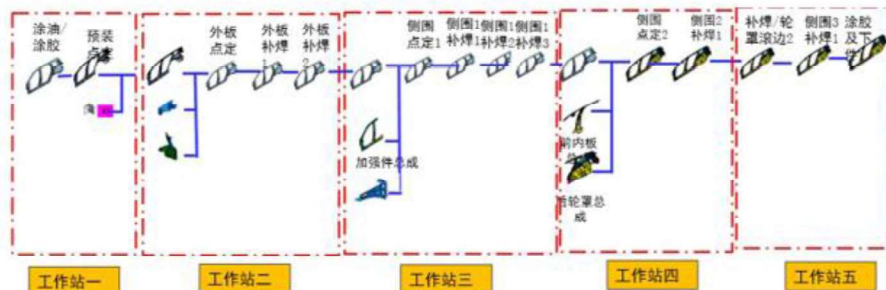 涂油/
涂胶
预装
点定
外板
点定
外板
补焊
1
外板
补焊
2
侧围
点定1
侧围1
补焊1
侧围1
补焊2
侧围1
补焊3
加强件总成
侧围
点定2
侧围2
补焊1
前内板
后轮罩总
成
补焊/轮
罩滚边2
侧围3
补焊1
涂胶
及下
工作站一
工作站二
工作站三
工作站四
工作站五